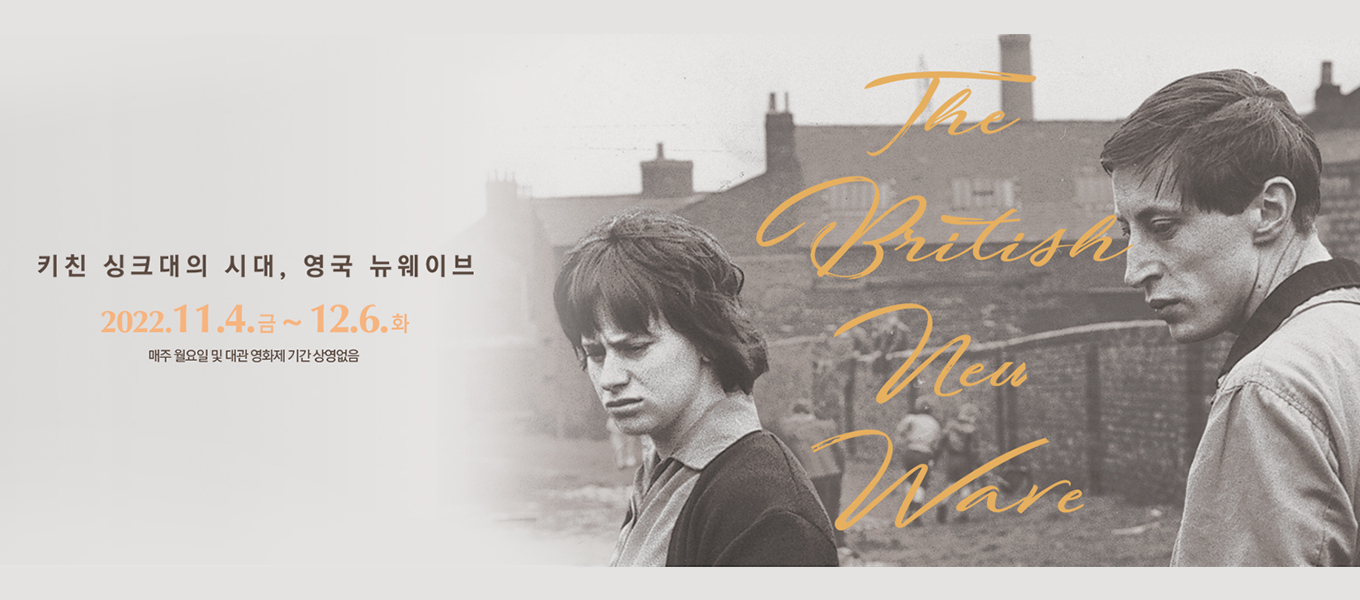 키친 싱크대의 시대, 영국 뉴웨이브
2022.11.4.금 ~ 12.6.화
매주 월요일 및 대관 영화제 기간 상영없음
The
British
New
Ware